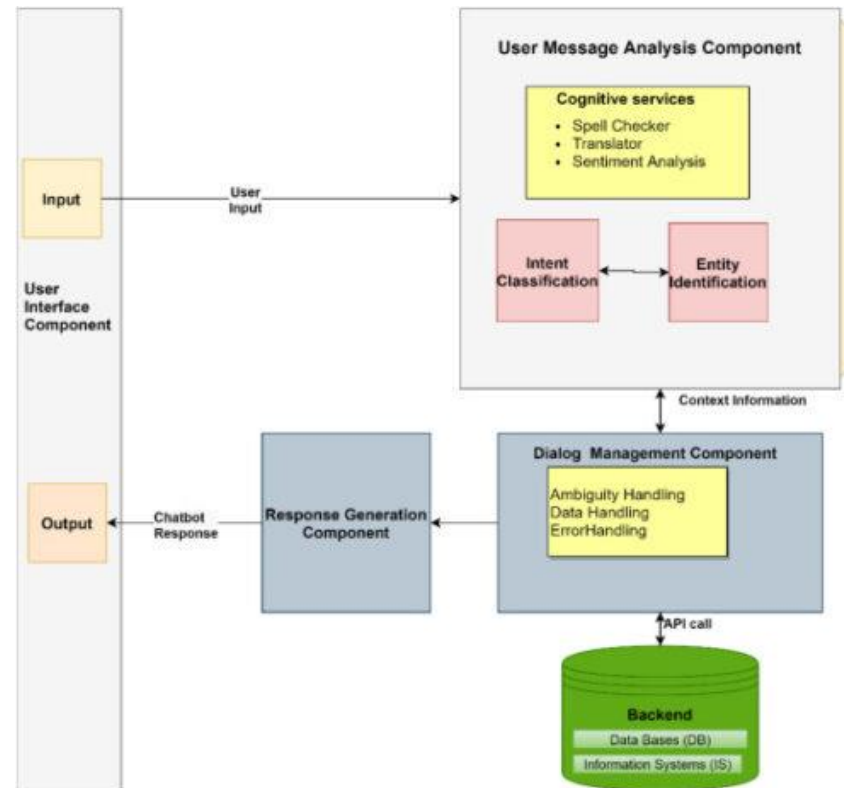 User Message Analysis Component
Cognitive services
• Spell Checker
• Translator
• Sentiment Analysis
Input
User
Input
Intent
Classification
Entity
Identification
User
Interface
Component
Context Information
Dialog Management Component
Ambiguity Handling
Data Handling
ErrorHandling
Response Generation
Component
Chatbot
Response
Output
API call
Backend
Data Bases (DB)
Information Systems (IS)